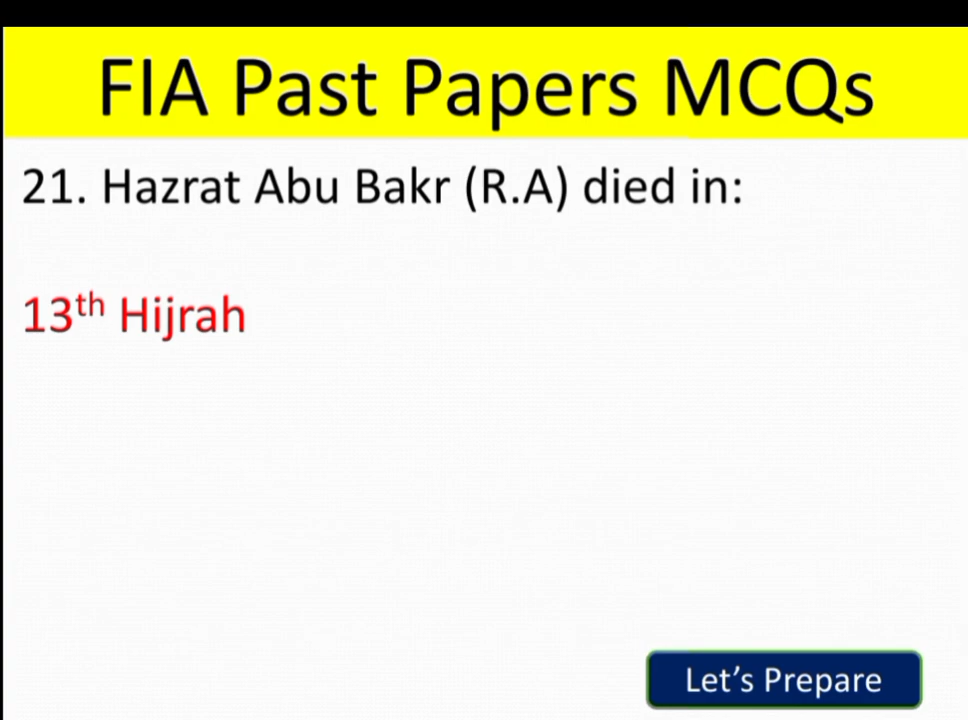 FIA Past Papers MCQs
21. Hazrat Abu Bakr (R.A) died in:
13th Hijrah
Let's Prepare